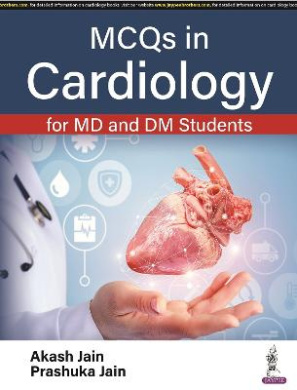 MCQs in
Cardiology
for MD and DM Students
Akash Jain
Prashuka Jain